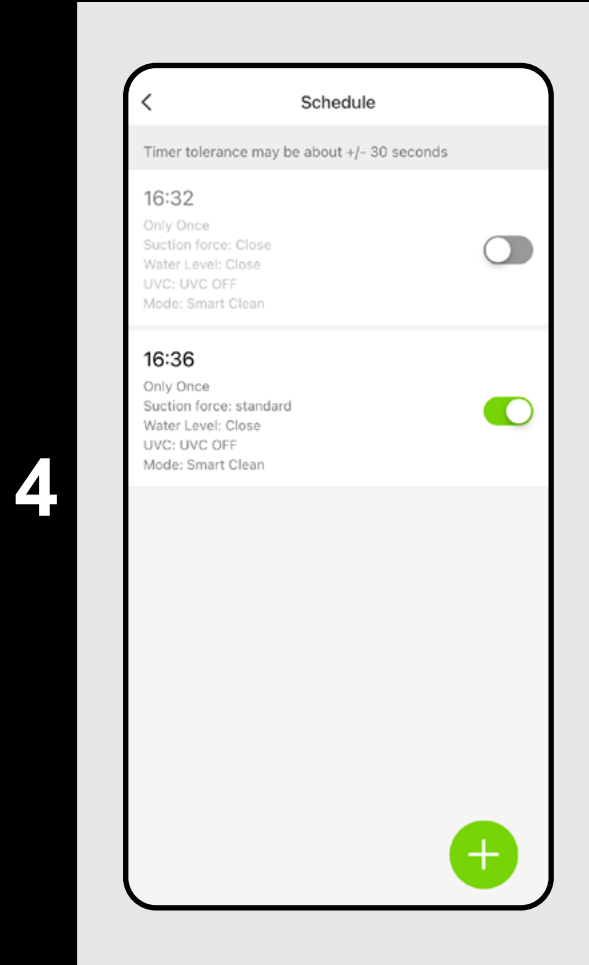 4
Schedule
Timer tolerance may be about +/- 30 seconds
16:32
Only Once
Suction force: Close
Water Level: Close
UVC: UVC OFF
Mode: Smart Clean
16:36
Only Once
Suction force: standard
Water Level: Close
UVC: UVC OFF
Mode: Smart Clean